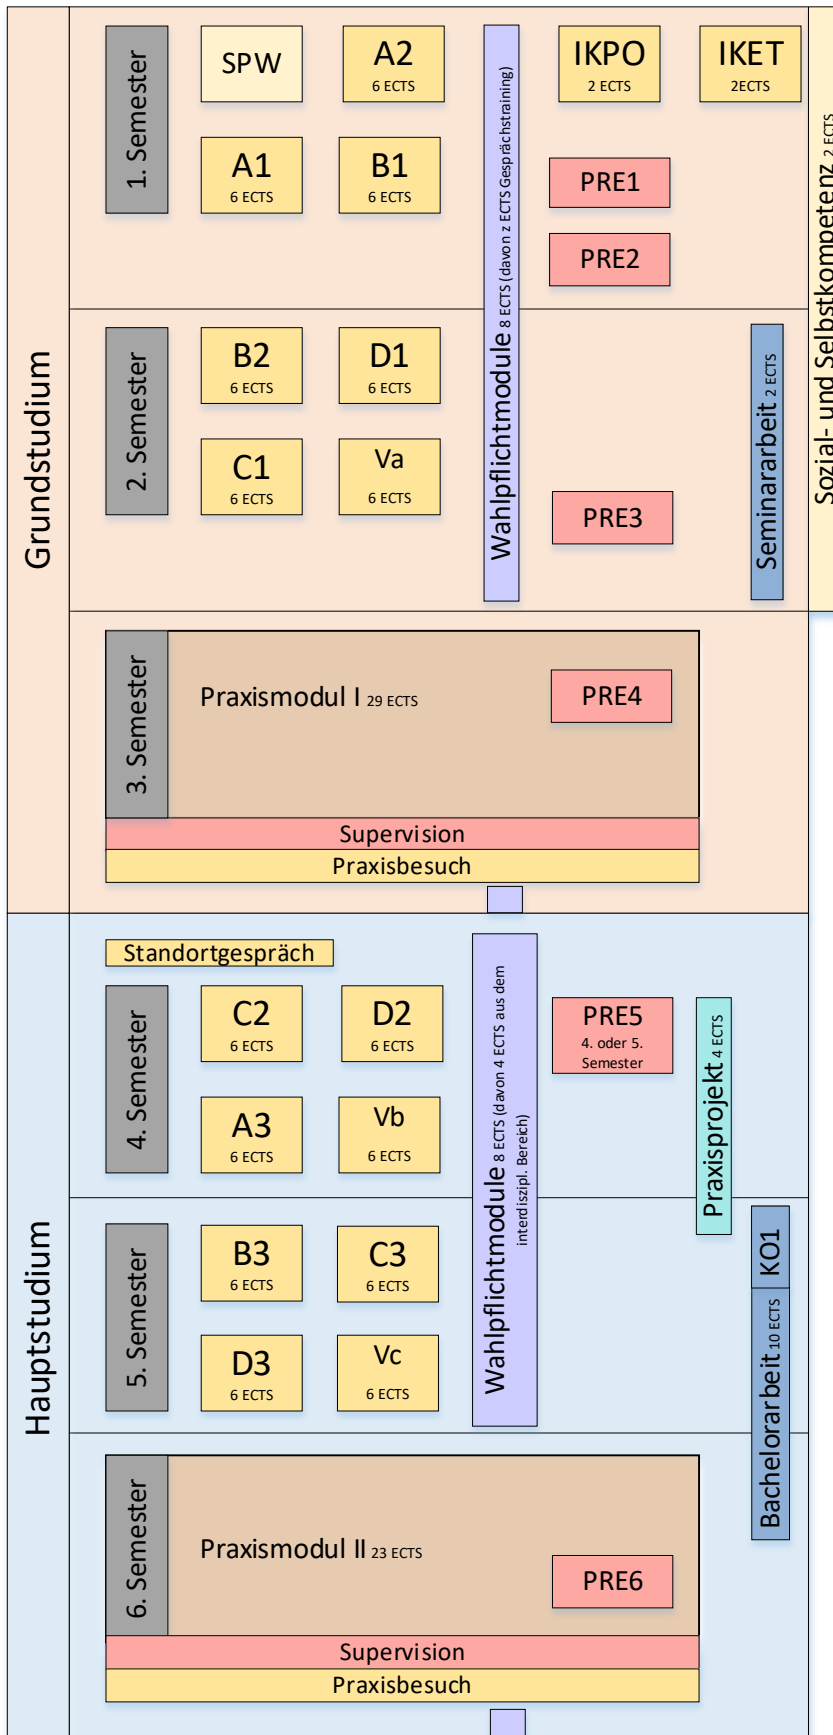 Grundstudium
1. Semester
SPW
A2
6 ECTS
IKPO
2 ECTS
IKET
2ECTS
A1
6 ECTS
B1
6 ECTS
PRE1
PRE2
Wahlpflichtmodule 8 ECTS (davon z ECTS Gesprächstraining)
Sozial- und Selbstkompetenz 2 ECTS
2. Semester
B2
6 ECTS
D1
6 ECTS
C1
6 ECTS
Va
6 ECTS
PRE3
Seminararbeit 2 ECTS
3. Semester
Praxismodul I 29 ECTS
PRE4
Supervision
Praxisbesuch
Hauptstudium
Standortgespräch
4. Semester
C2
6 ECTS
D2
6 ECTS
A3
6 ECTS
Vb
6 ECTS
Wahlpflichtmodule 8 ECTS (davon 4 ECTS aus dem
interdiszipl. Bereich)
PRE5
4. oder 5.
Semester
Praxisprojekt 4 ECTS
5. Semester
B3
6 ECTS
C3
6 ECTS
D3
6 ECTS
Vc
6 ECTS
KO1
Bachelorarbeit 10 ECTS
6. Semester
Praxismodul II 23 ECTS
PRE6
Supervision
Praxisbesuch